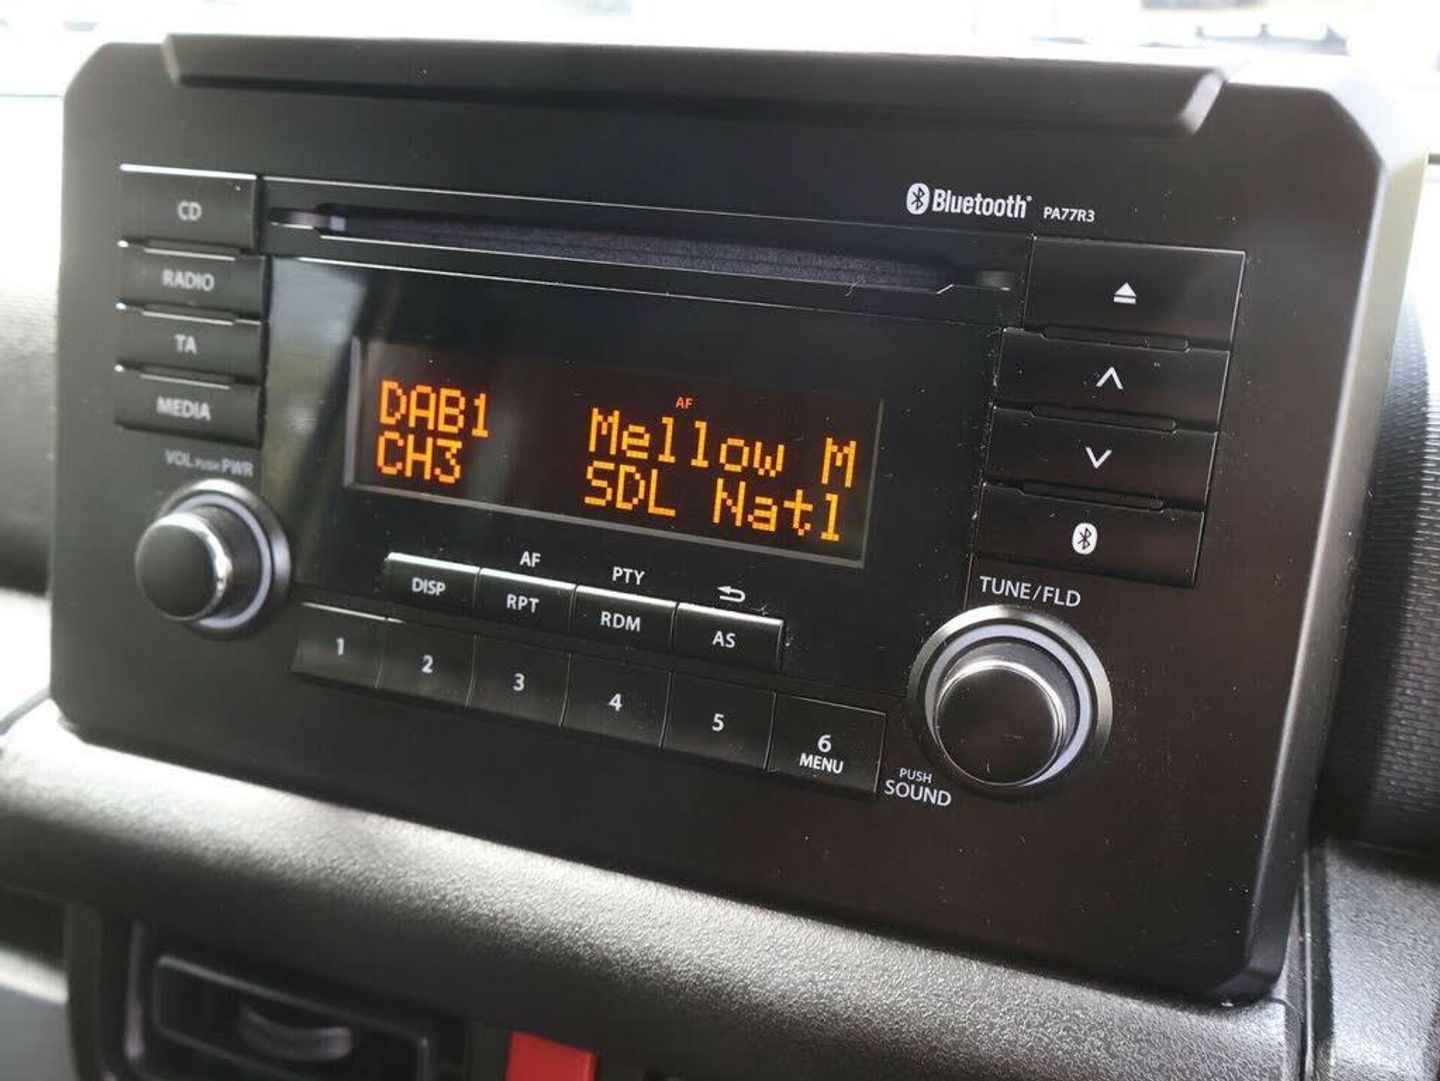 Bluetooth® PA77R3
CD
RADIO
TA
MEDIA
VOL PUSH PWR
AF
DAB1 Mellow M
CH3 SDL Natl
AF PTY
DISP RPT RDM AS
1 2 3 4 5 6
MENU
TUNE/FLD
PUSH
SOUND